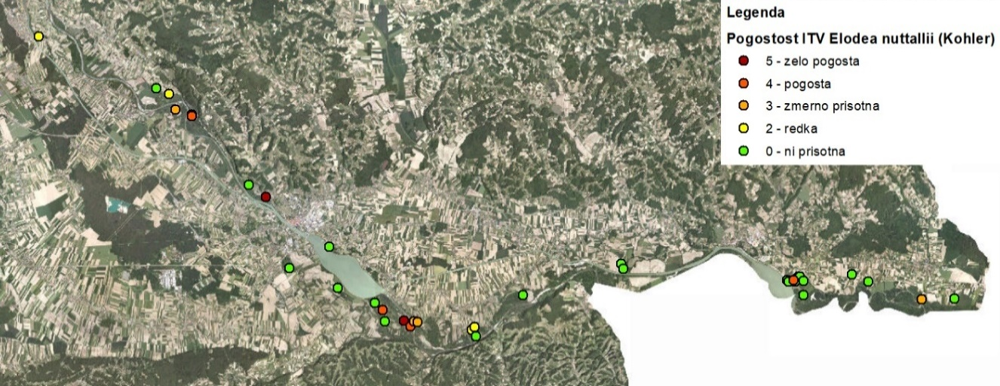 Legenda
Pogostost ITV Elodea nuttallii (Kohler)
5 - zelo pogosta
4 - pogosta
3 - zmerno prisotna
2 - redka
0 - ni prisotna